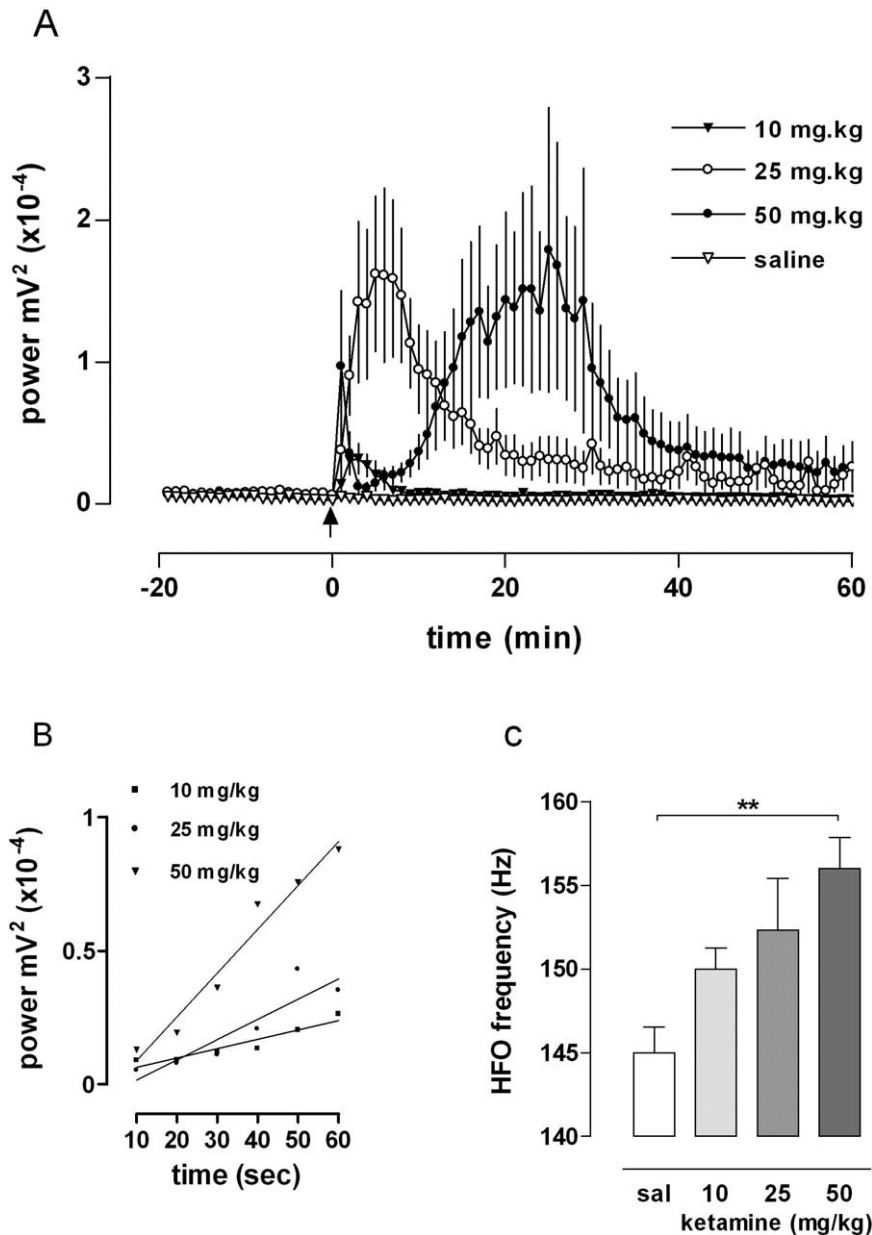 A
3
2
1
0
power mV² (x10⁻⁴)
10 mg.kg
25 mg.kg
50 mg.kg
saline
-20 0 20 40 60
time (min)
B
10 mg/kg
25 mg/kg
50 mg/kg
1
0.5
0
power mV² (x10⁻⁴)
10 20 30 40 50 60
time (sec)
C
160
155
150
145
140
HFO frequency (Hz)
**
sal 10 25 50
ketamine (mg/kg)